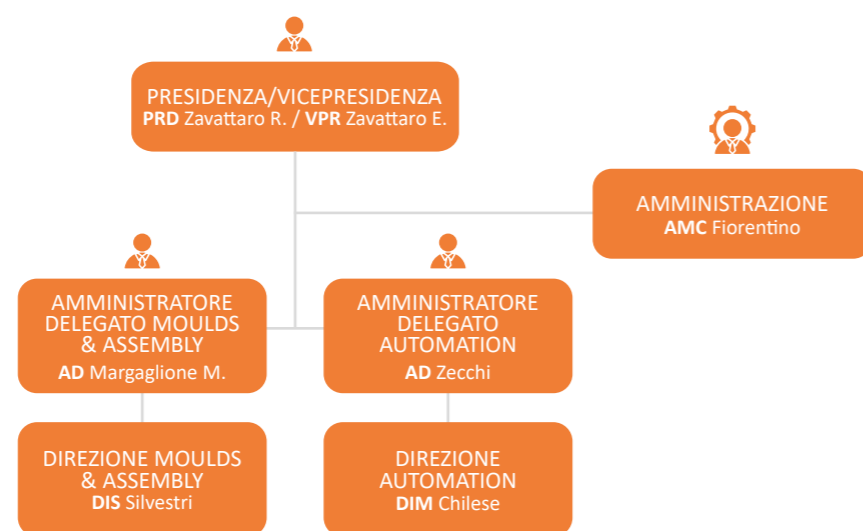 PRESIDENZA/VICEPRESIDENZA
PRD Zavattaro R. / VPR Zavattaro E.
AMMINISTRAZIONE
AMC Fiorentino
AMMINISTRATORE
DELEGATO MOULDS
& ASSEMBLY
AD Margaglione M.
AMMINISTRATORE
DELEGATO
AUTOMATION
AD Zecchi
DIREZIONE MOULDS
& ASSEMBLY
DIS Silvestri
DIREZIONE
AUTOMATION
DIM Chilese